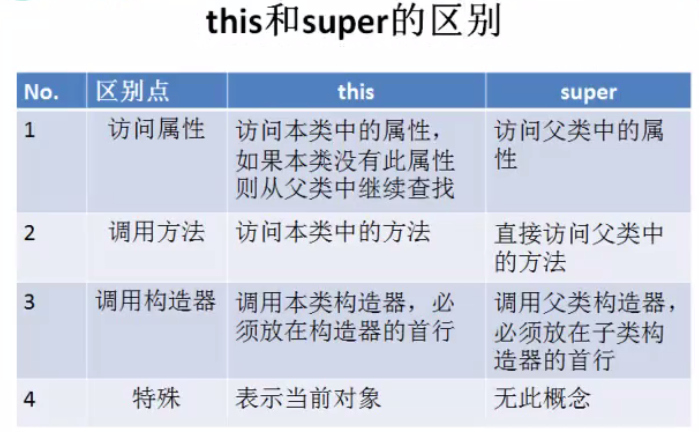 this和super的区别
No. 区别点 this super
1 访问属性 访问本类中的属性， 访问父类中的属
如果本类没有此属性 性
则从父类中继续查找
2 调用方法 访问本类中的方法 直接访问父类中
的方法
3 调用构造器 调用本类构造器，必 调用父类构造器，
须放在构造器的首行 必须放在子类构
造器的首行
4 特殊 表示当前对象 无此概念